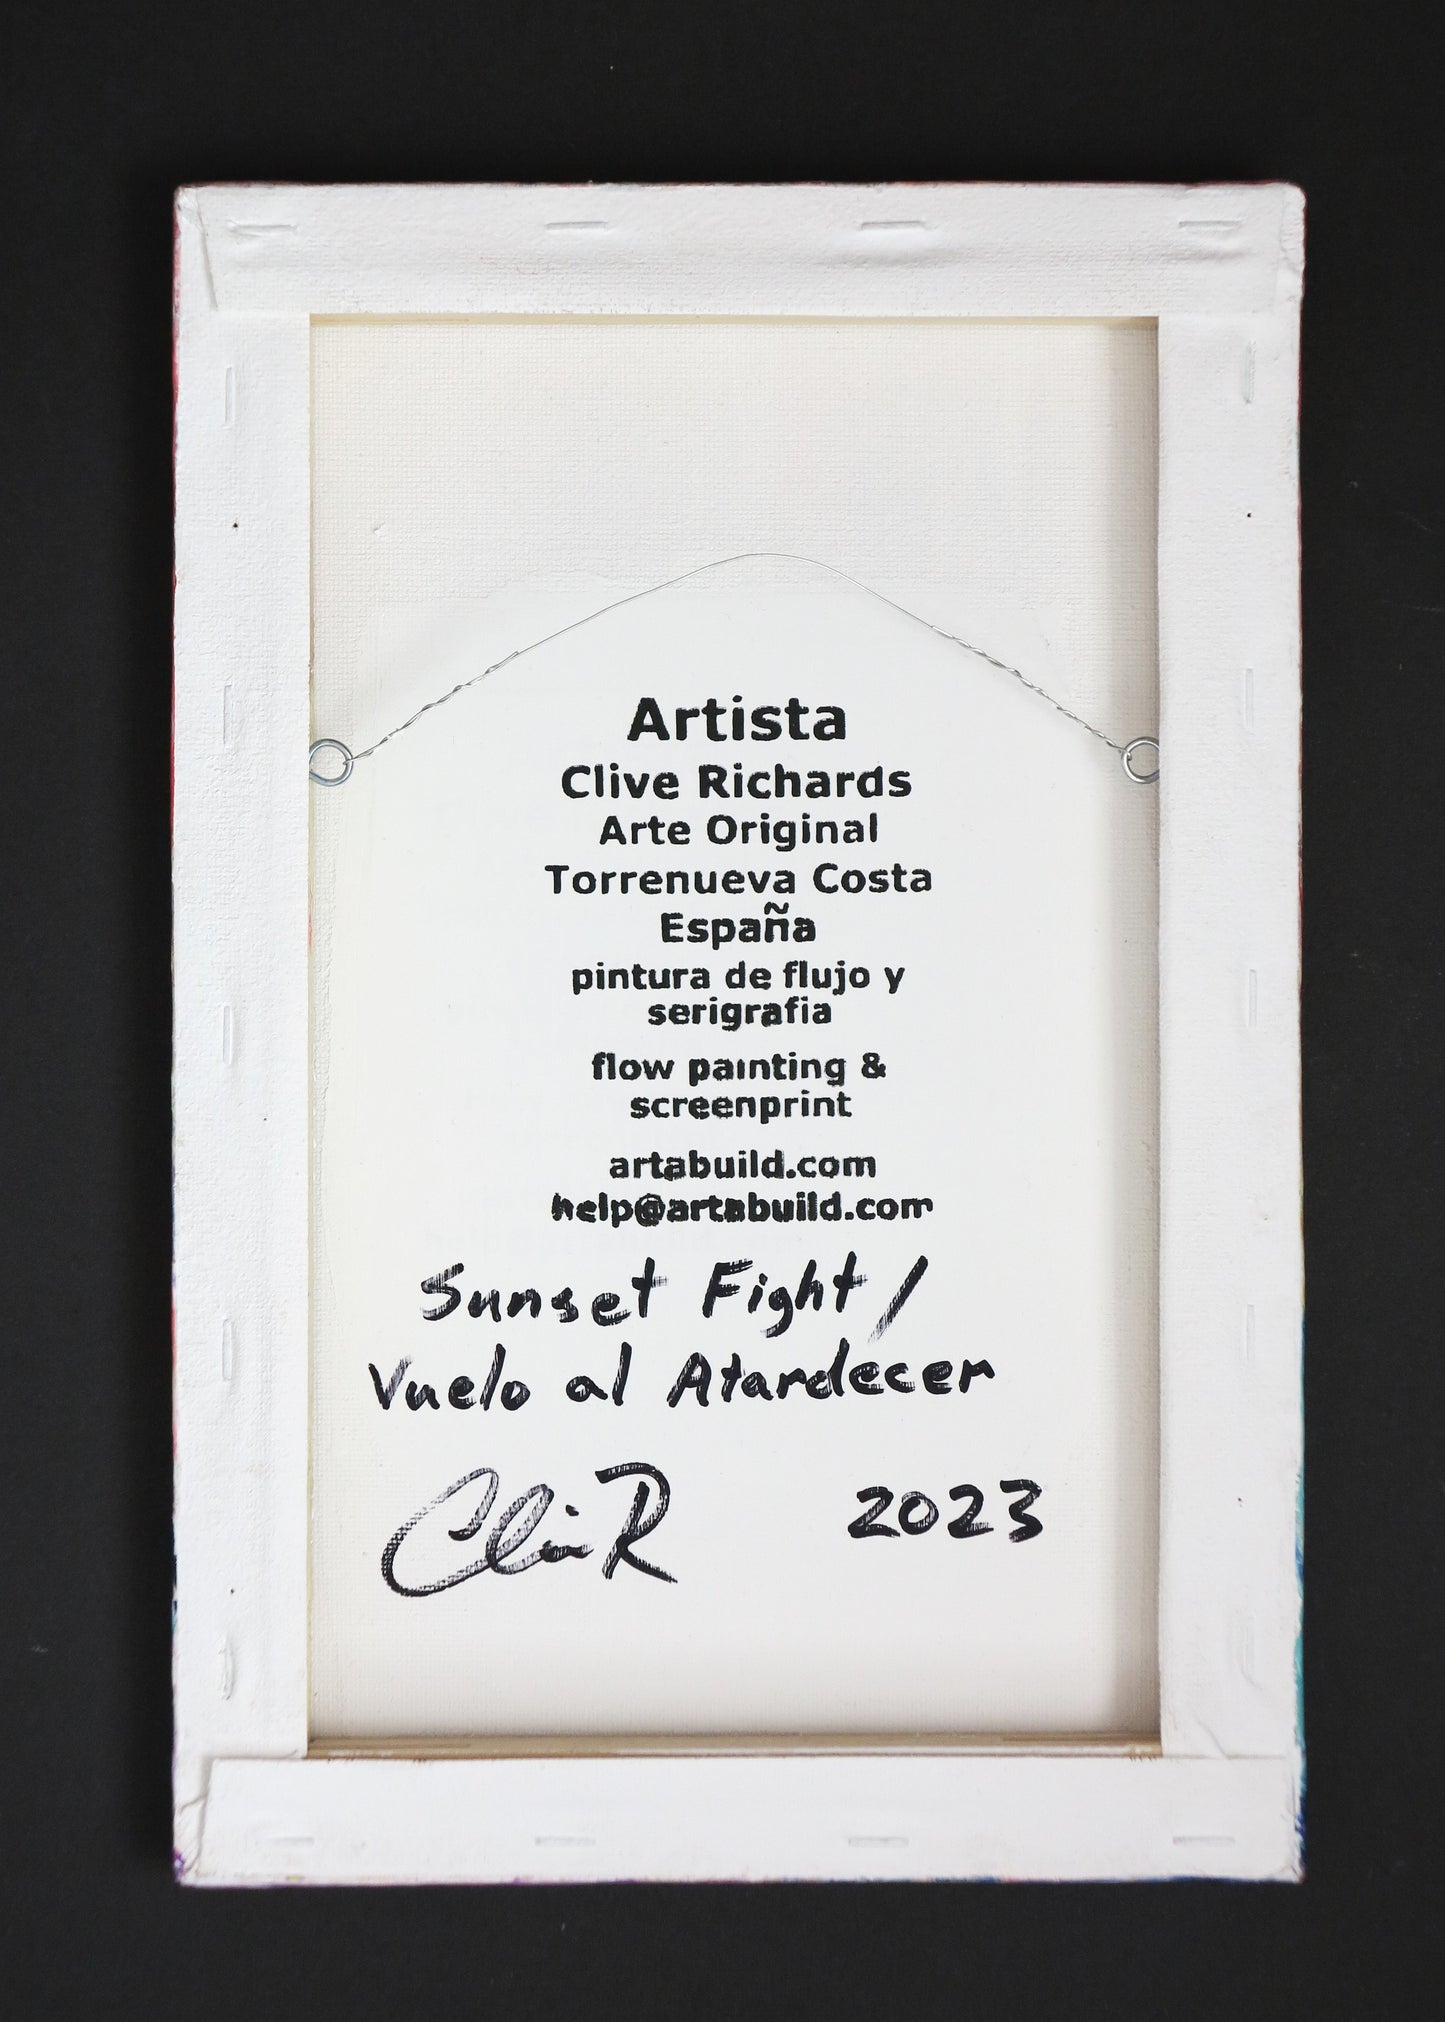 Artista
Clive Richards
Arte Original
Torrenueva Costa
España
pintura de flujo y
serigrafia
flow painting &
screenprint
artabuild.com
help@artabuild.com
Sunset Fight /
Vuelo al Atardecer
Clive R 2023